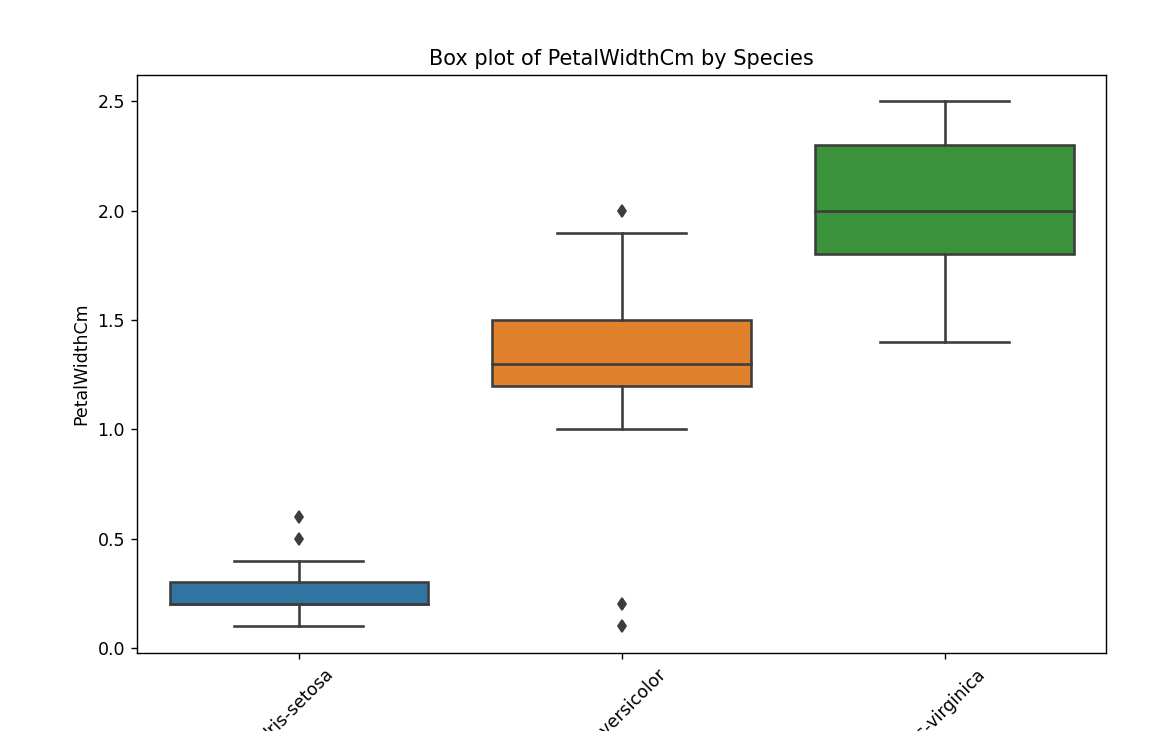 Box plot of PetalWidthCm by Species
PetalWidthCm
2.5
2.0
1.5
1.0
0.5
0.0
Iris-setosa
versicolor
-virginica